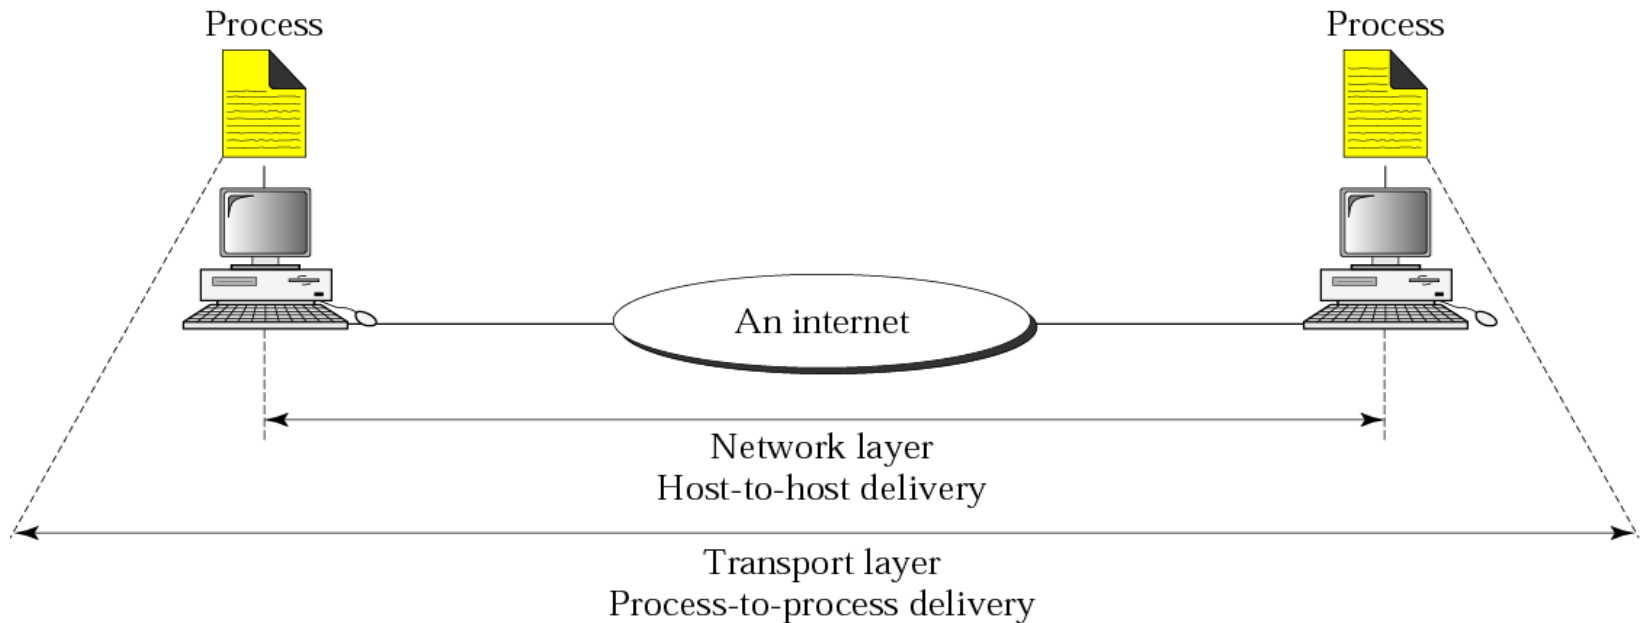 Process
Process
An internet
Network layer
Host-to-host delivery
Transport layer
Process-to-process delivery